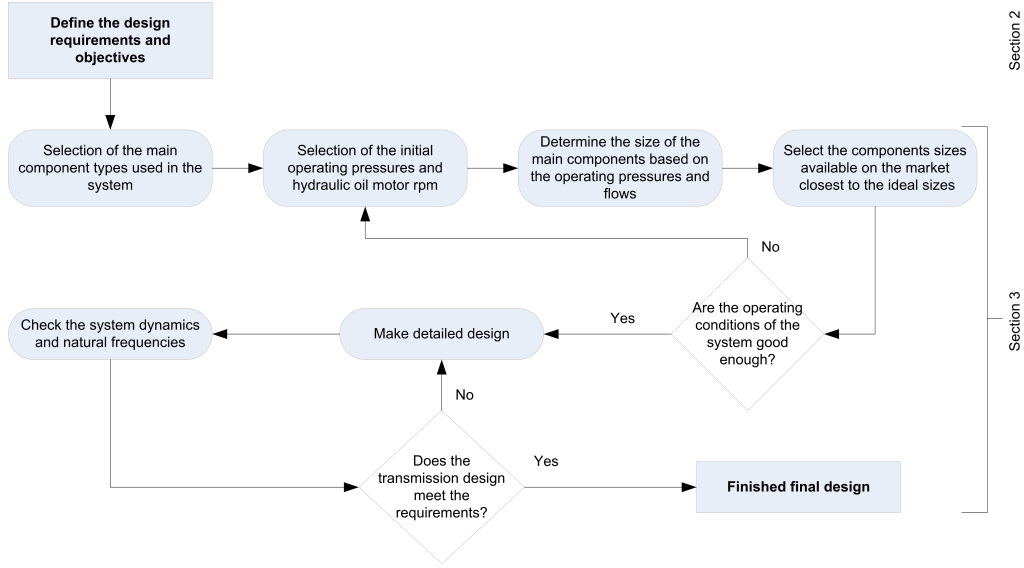 Define the design
requirements and
objectives
Section 2
Selection of the main
component types used in the
system
Selection of the initial
operating pressures and
hydraulic oil motor rpm
Determine the size of the
main components based on
the operating pressures and
flows
Select the components sizes
available on the market
closest to the ideal sizes
No
Are the operating
conditions of the
system good
enough?
Yes
Make detailed design
Check the system dynamics
and natural frequencies
Section 3
No
Does the
transmission design
meet the
requirements?
Yes
Finished final design